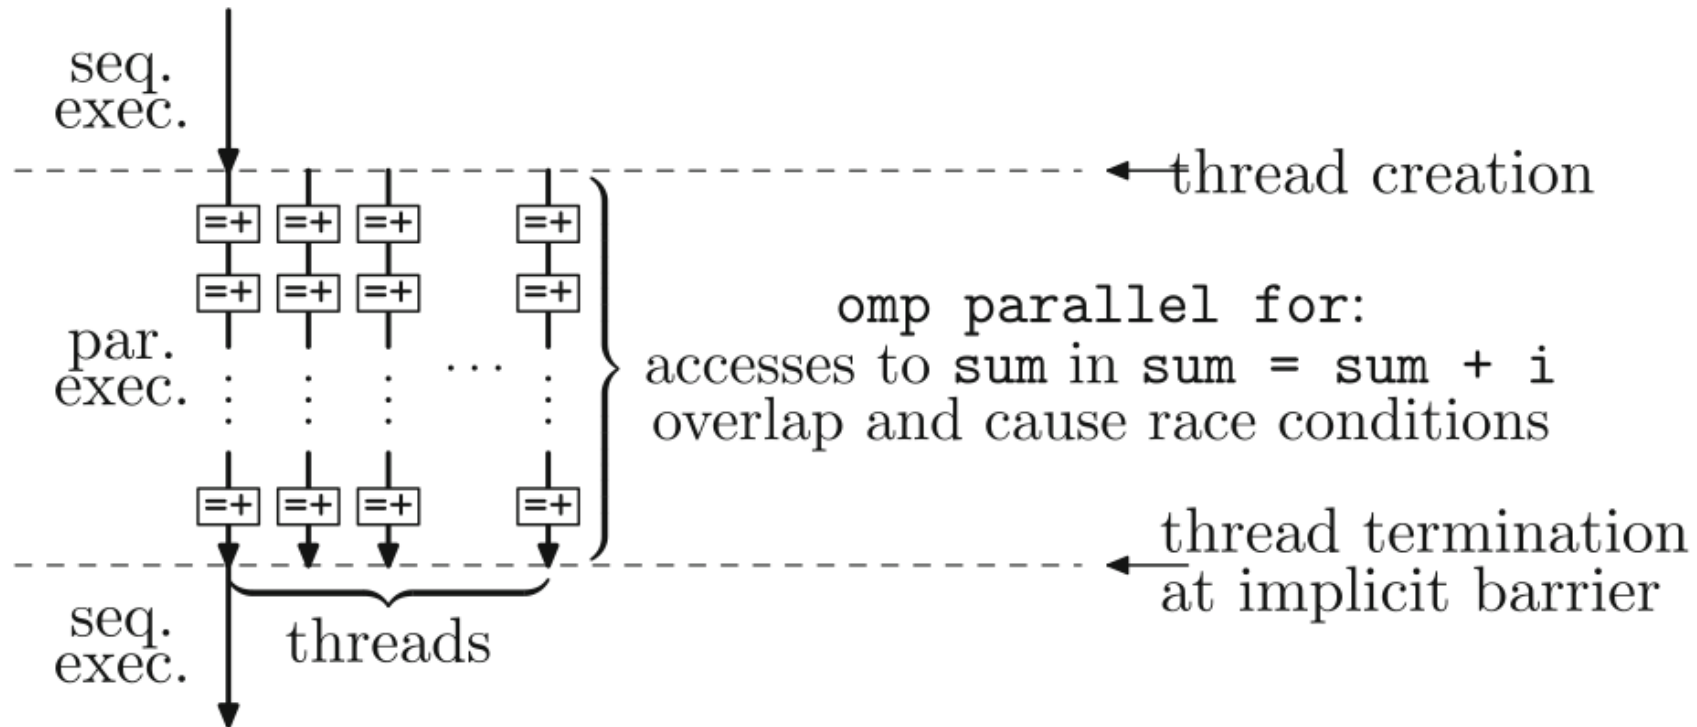 seq.
exec.
thread creation
=+ =+ =+ =+
=+ =+ =+ =+
omp parallel for:
par.
exec.
...
accesses to sum in sum = sum + i
overlap and cause race conditions
=+ =+ =+ =+
thread termination
at implicit barrier
seq.
exec.
threads